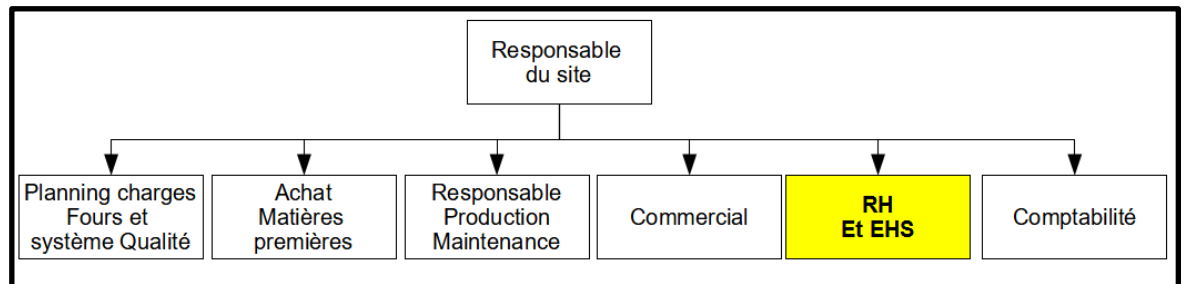 Responsable
du site
Planning charges
Fours et
système Qualité
Achat
Matières
premières
Responsable
Production
Maintenance
Commercial
RH
Et EHS
Comptabilité